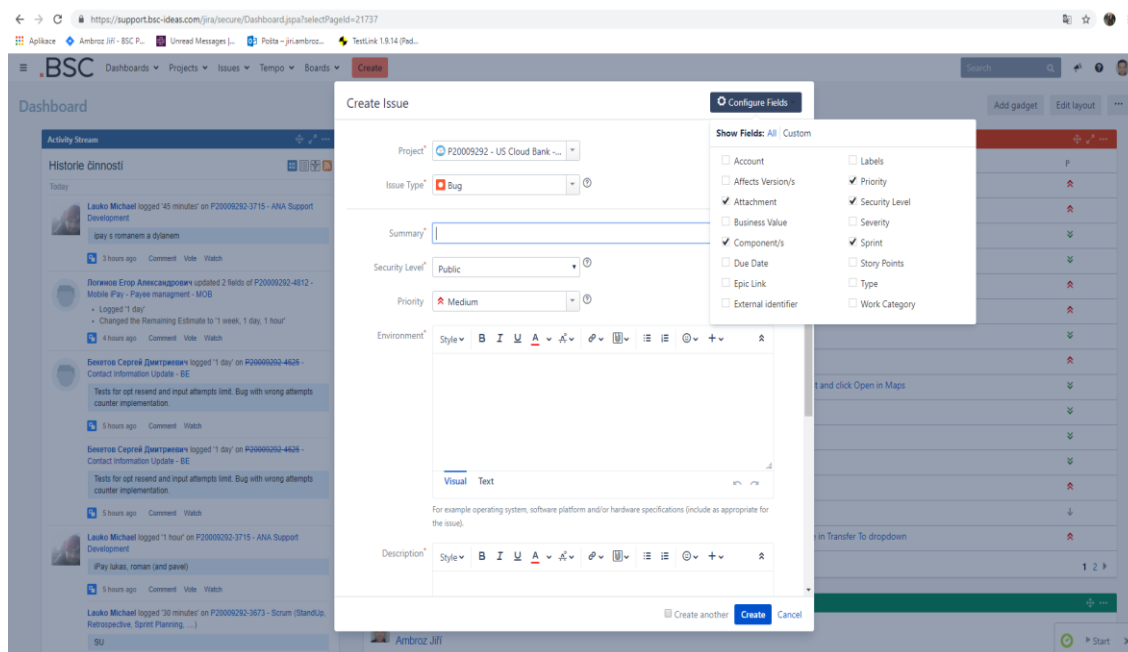 https://support.bsc-ideas.com/jira/secure/Dashboard.jspa?selectPageId=21737
Aplikace Ambroz Jiří - BSC P... Unread Messages |... Pošta – jiri.ambroz... TestLink 1.9.14 (Pad...
.BSC Dashboards Projects Issues Tempo Boards Create Search
Dashboard Add gadget Edit layout
Activity Stream
Historie činnosti
Today
Lauko Michael logged '45 minutes' on P20009292-3715 - ANA Support
Development
ipay s romanem a dylanem
3 hours ago Comment Vote Watch
Логинов Егор Александрович updated 2 fields of P20009292-4812 -
Mobile iPay - Payee managment - MOB
Logged '1 day'
Changed the Remaining Estimate to '1 week, 1 day, 1 hour'
4 hours ago Comment Vote Watch
Бекетов Сергей Дмитриевич logged '1 day' on P20009292-4625 -
Contact Information Update - BE
Tests for opt resend and input attempts limit. Bug with wrong attempts
counter implementation.
5 hours ago Comment Watch
Бекетов Сергей Дмитриевич logged '1 day' on P20009292-4625 -
Contact Information Update - BE
Tests for opt resend and input attempts limit. Bug with wrong attempts
counter implementation.
5 hours ago Comment Watch
Lauko Michael logged '1 hour' on P20009292-3715 - ANA Support
Development
iPay lukas, roman (and pavel)
5 hours ago Comment Vote Watch
Lauko Michael logged '30 minutes' on P20009292-3673 - Scrum (StandUp,
Retrospective, Sprint Planning, ....)
SU
Create Issue
Configure Fields
Project* P20009292 - US Cloud Bank -...
Issue Type* Bug
Summary*
Security Level* Public
Priority Medium
Environment* Style B I U A
Visual Text
For example operating system, software platform and/or hardware specifications (include as appropriate for
the issue).
Description* Style B I U A
Create another Create Cancel
Show Fields: All Custom
Account Labels
Affects Version/s Priority
Attachment Security Level
Business Value Severity
Component/s Sprint
Due Date Story Points
Epic Link Type
External identifier Work Category
P
t and click Open in Maps
in Transfer To dropdown
1 2
Ambroz Jiří
Start